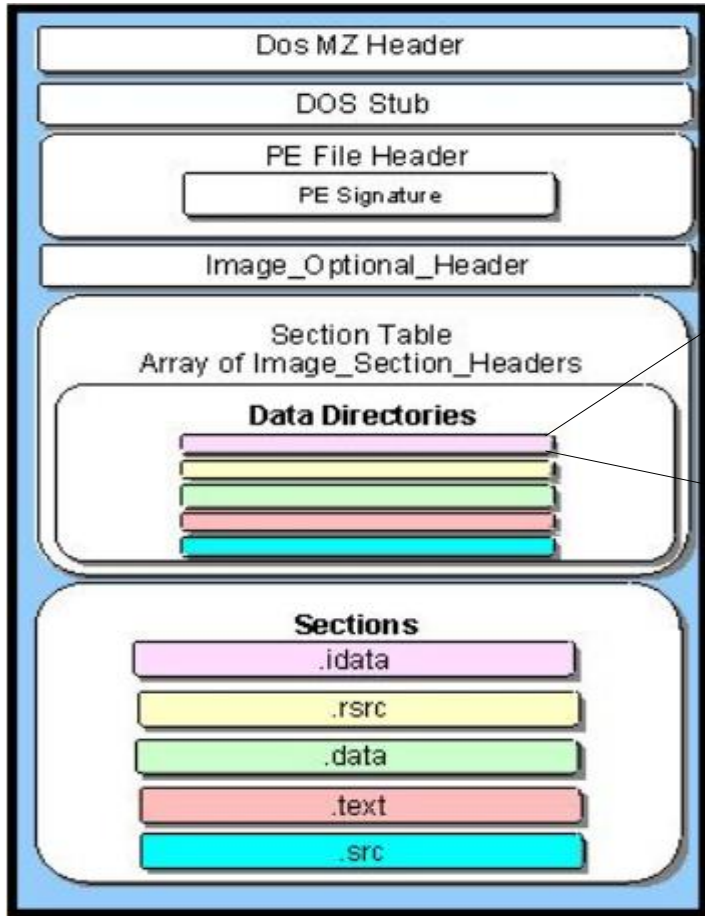 Dos MZ Header
DOS Stub
PE File Header
PE Signature
Image_Optional_Header
Section Table
Array of Image_Section_Headers
Data Directories
Sections
.idata
.rsrc
.data
.text
.src